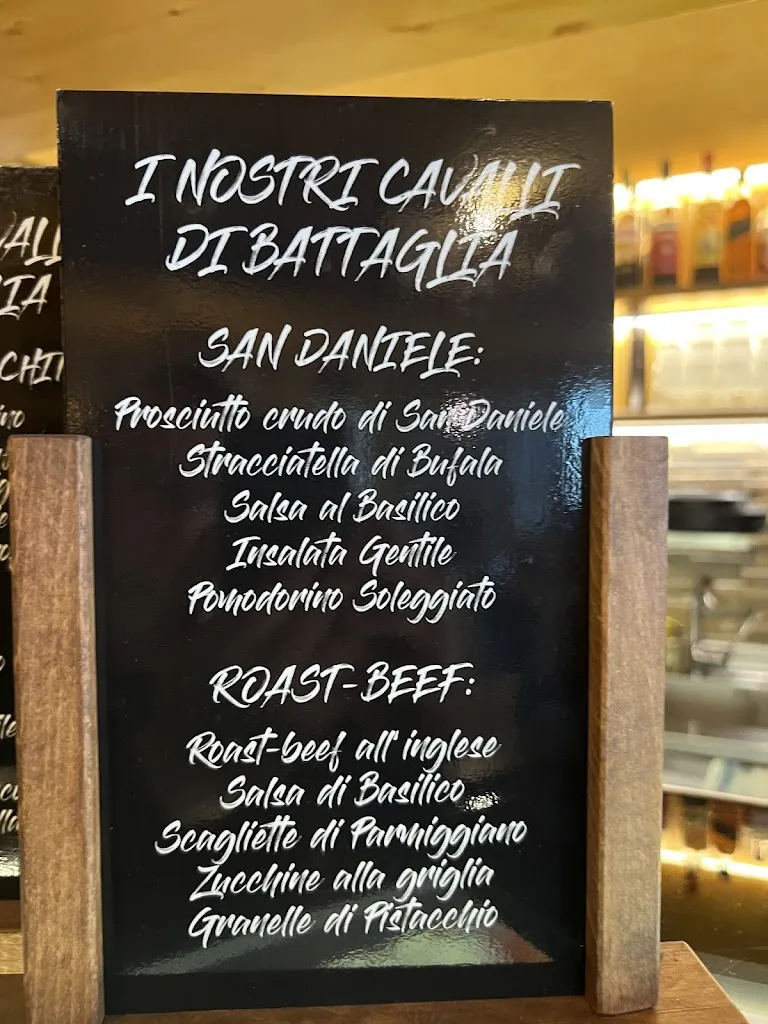 I NOSTRI CAVALLI
DI BATTAGLIA
SAN DANIELE:
Prosciutto crudo di San Daniele
Stracciatella di Bufala
Salsa al Basilico
Insalata Gentile
Pomodorino Soleggiato
ROAST-BEEF:
Roast-beef all'inglese
Salsa di Basilico
Scagliette di Parmiggiano
Zucchine alla griglia
Granelle di Pistacchio